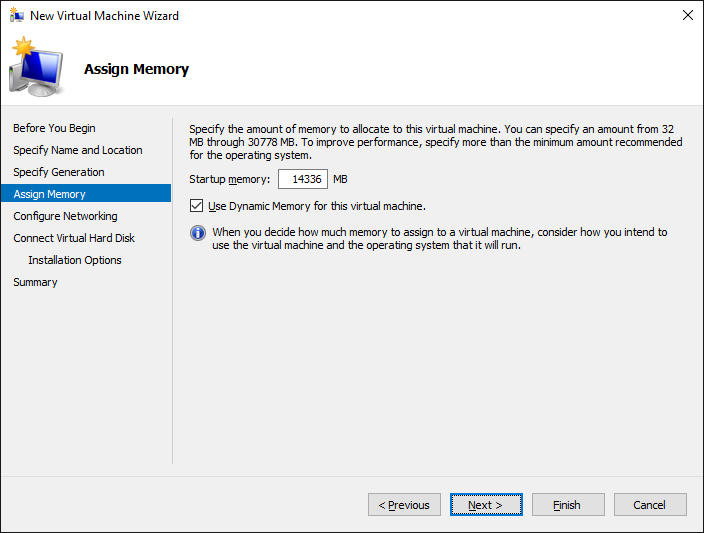 New Virtual Machine Wizard
Assign Memory
Before You Begin
Specify Name and Location
Specify Generation
Assign Memory
Configure Networking
Connect Virtual Hard Disk
Installation Options
Summary
Specify the amount of memory to allocate to this virtual machine. You can specify an amount from 32
MB through 30778 MB. To improve performance, specify more than the minimum amount recommended
for the operating system.
Startup memory: 14336 MB
Use Dynamic Memory for this virtual machine.
When you decide how much memory to assign to a virtual machine, consider how you intend to
use the virtual machine and the operating system that it will run.
< Previous Next > Finish Cancel